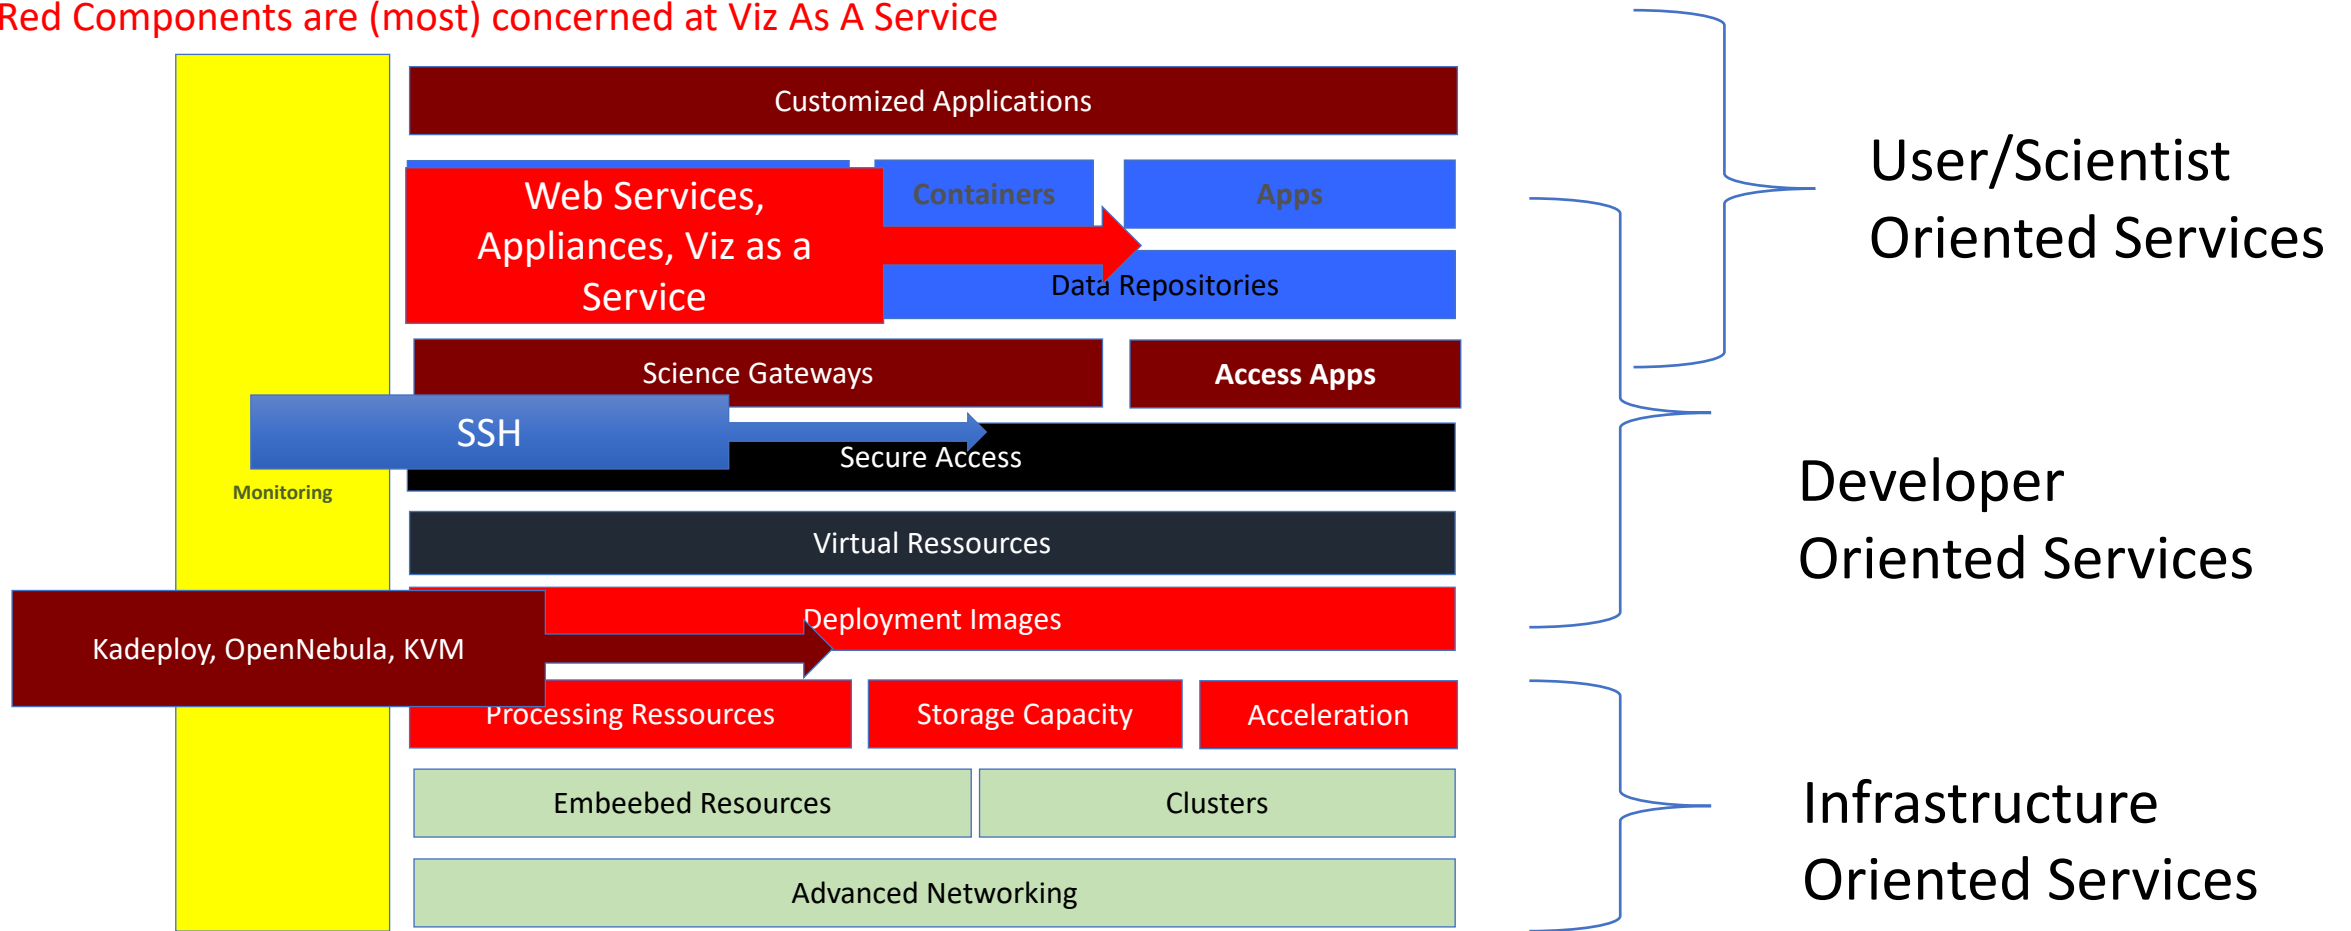 Red Components are (most) concerned at Viz As A Service
Customized Applications
Web Services,
Appliances, Viz as a
Service
Containers
Apps
Data Repositories
Science Gateways
Access Apps
SSH
Secure Access
Monitoring
Virtual Ressources
Deployment Images
Kadeploy, OpenNebula, KVM
Processing Ressources
Storage Capacity
Acceleration
Embeebed Resources
Clusters
Advanced Networking
User/Scientist
Oriented Services
Developer
Oriented Services
Infrastructure
Oriented Services